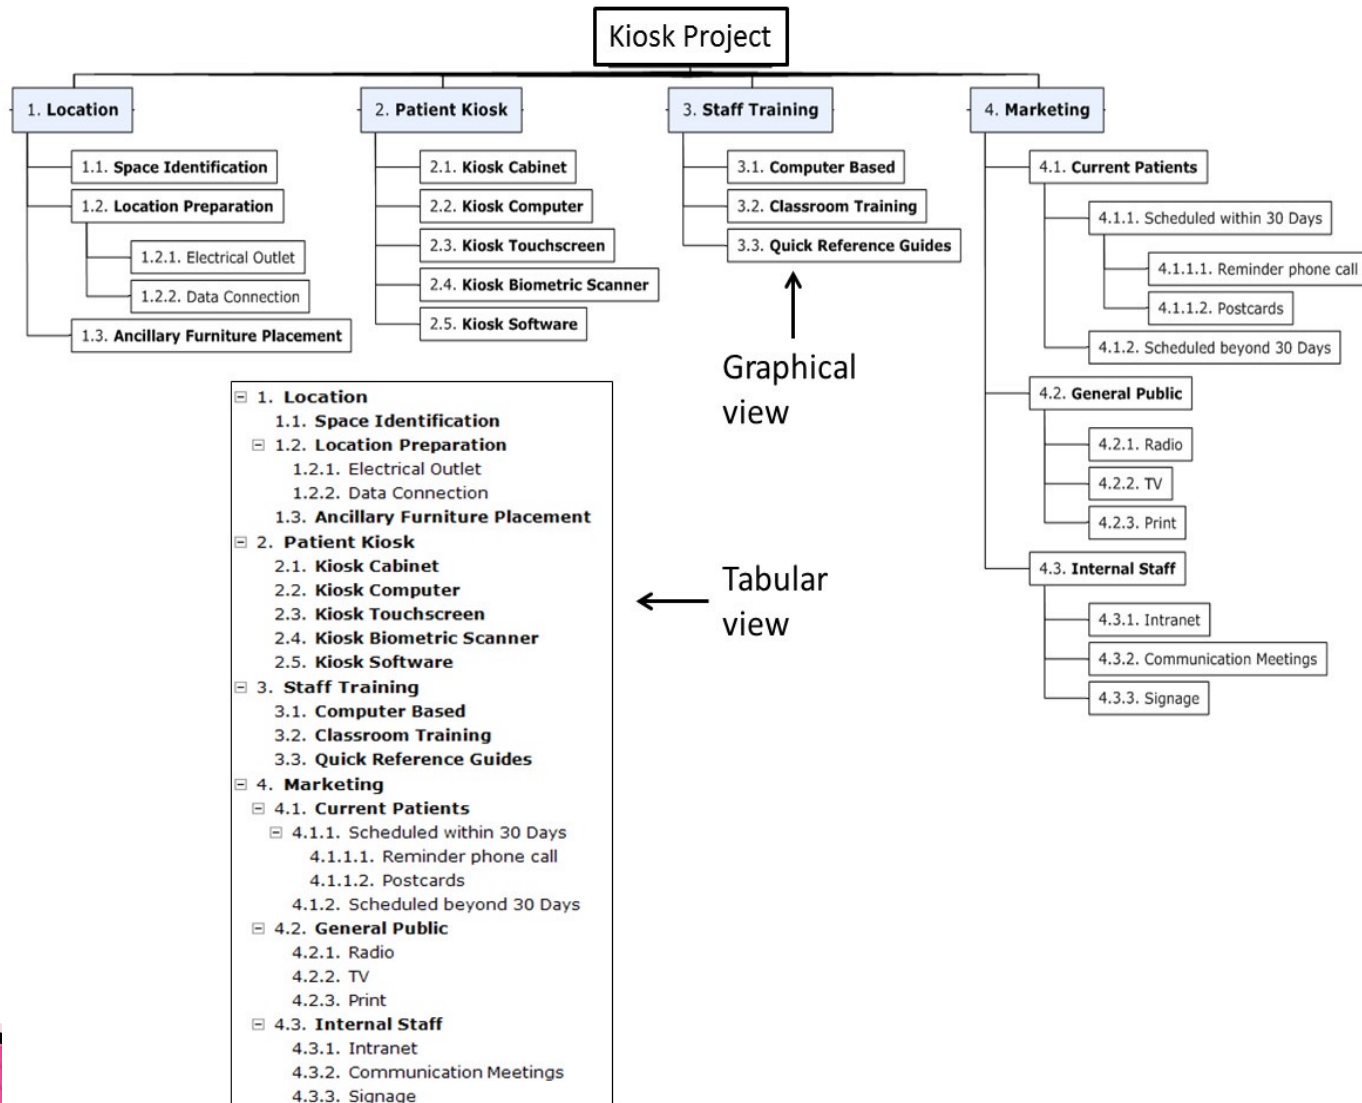 Kiosk Project
1. Location
1.1. Space Identification
1.2. Location Preparation
1.2.1. Electrical Outlet
1.2.2. Data Connection
1.3. Ancillary Furniture Placement
2. Patient Kiosk
2.1. Kiosk Cabinet
2.2. Kiosk Computer
2.3. Kiosk Touchscreen
2.4. Kiosk Biometric Scanner
2.5. Kiosk Software
3. Staff Training
3.1. Computer Based
3.2. Classroom Training
3.3. Quick Reference Guides
4. Marketing
4.1. Current Patients
4.1.1. Scheduled within 30 Days
4.1.1.1. Reminder phone call
4.1.1.2. Postcards
4.1.2. Scheduled beyond 30 Days
4.2. General Public
4.2.1. Radio
4.2.2. TV
4.2.3. Print
4.3. Internal Staff
4.3.1. Intranet
4.3.2. Communication Meetings
4.3.3. Signage
Graphical
view
1. Location
1.1. Space Identification
1.2. Location Preparation
1.2.1. Electrical Outlet
1.2.2. Data Connection
1.3. Ancillary Furniture Placement
2. Patient Kiosk
2.1. Kiosk Cabinet
2.2. Kiosk Computer
2.3. Kiosk Touchscreen
2.4. Kiosk Biometric Scanner
2.5. Kiosk Software
3. Staff Training
3.1. Computer Based
3.2. Classroom Training
3.3. Quick Reference Guides
4. Marketing
4.1. Current Patients
4.1.1. Scheduled within 30 Days
4.1.1.1. Reminder phone call
4.1.1.2. Postcards
4.1.2. Scheduled beyond 30 Days
4.2. General Public
4.2.1. Radio
4.2.2. TV
4.2.3. Print
4.3. Internal Staff
4.3.1. Intranet
4.3.2. Communication Meetings
4.3.3. Signage
Tabular
view